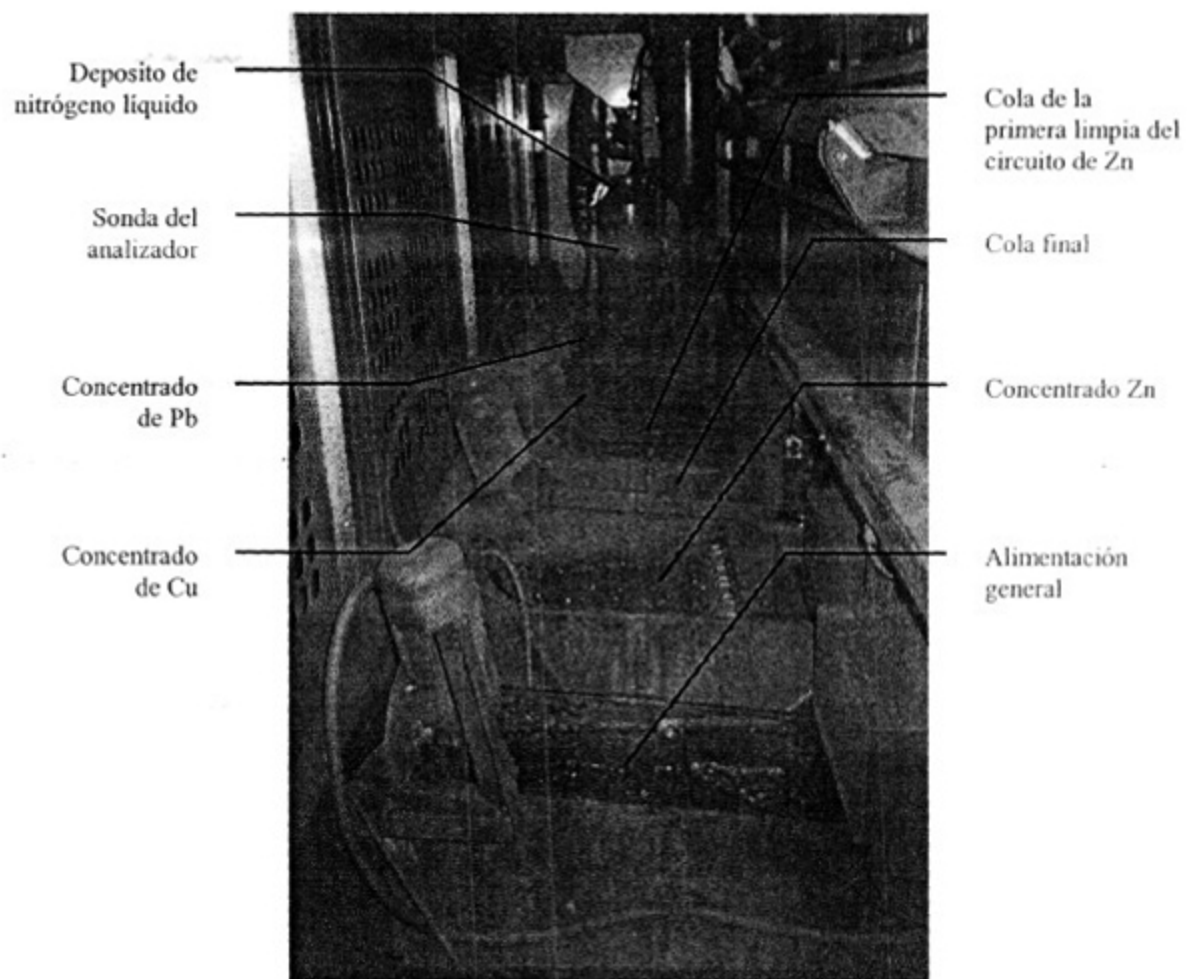 Deposito de
nitrógeno líquido
Sonda del
analizador
Concentrado
de Pb
Concentrado
de Cu
Cola de la
primera limpia del
circuito de Zn
Cola final
Concentrado Zn
Alimentación
general